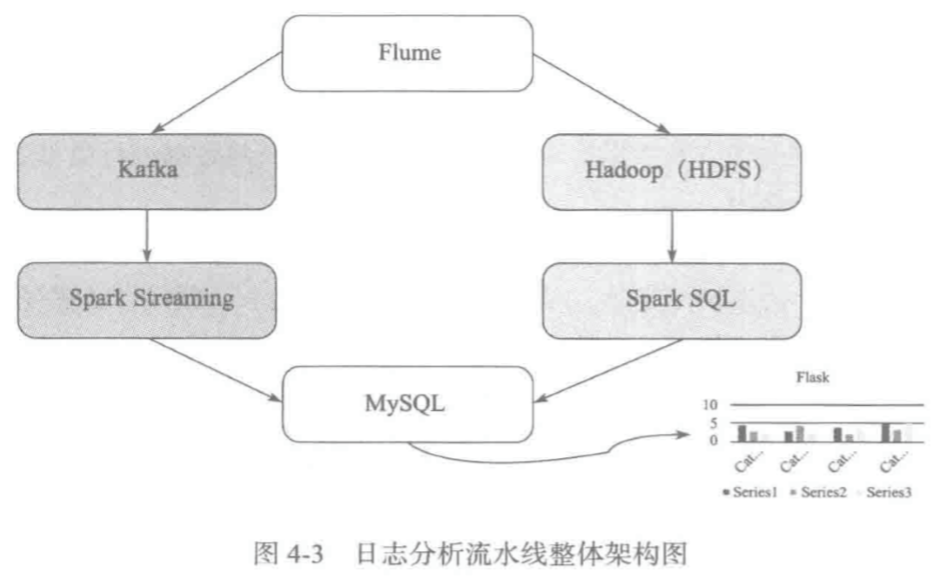 Flume
Kafka
Hadoop（HDFS）
Spark Streaming
Spark SQL
MySQL
Flask
10
5
0
Cat...
Cat...
Cat...
Cat...
Series1 Series2 Series3
图 4-3 日志分析流水线整体架构图